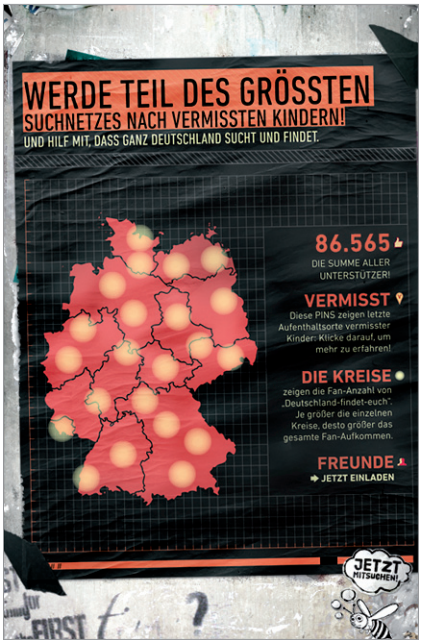 WERDE TEIL DES GRÖSSTEN
SUCHNETZES NACH VERMISSTEN KINDERN!
UND HILF MIT, DASS GANZ DEUTSCHLAND SUCHT UND FINDET.
86.565
DIE SUMME ALLER
UNTERSTÜTZER!
VERMISST
Diese PINS zeigen letzte
Aufenthaltsorte vermisster
Kinder: Klicke darauf, um
mehr zu erfahren!
DIE KREISE
zeigen die Fan-Anzahl von
„Deutschland-findet-euch".
Je größer die einzelnen
Kreise, desto größer das
gesamte Fan-Aufkommen.
FREUNDE
JETZT EINLADEN
JETZT
MITSUCHEN!
FIRST
?